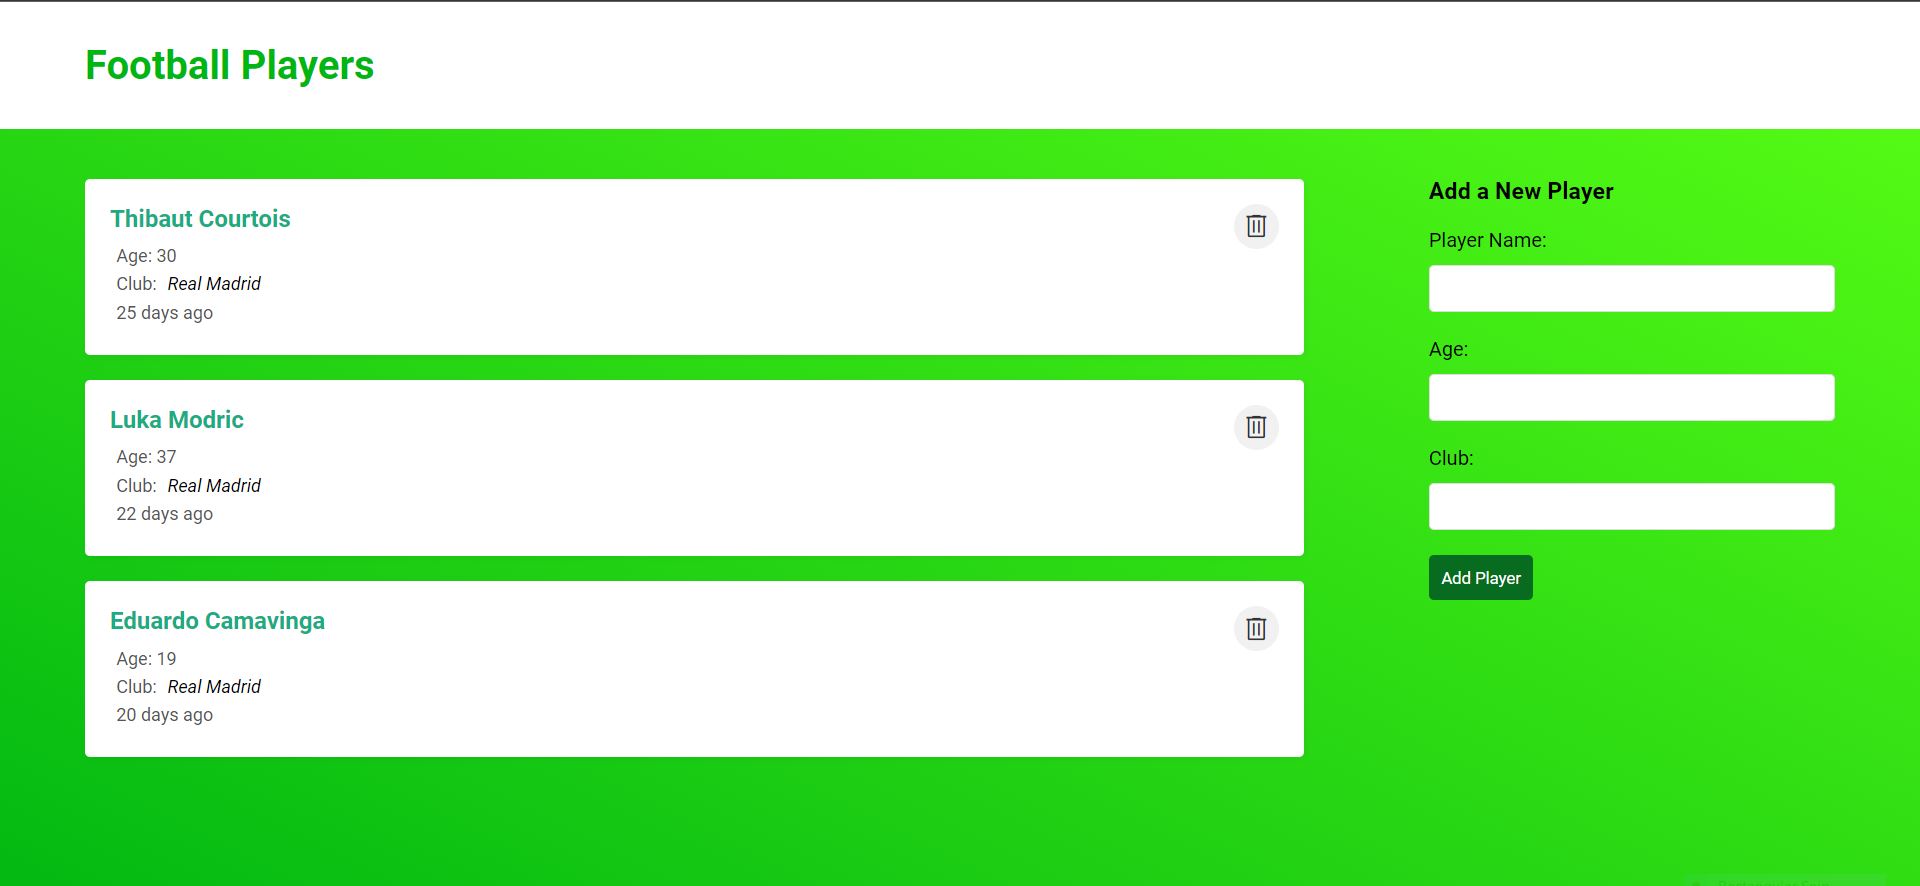 Football Players
Thibaut Courtois
Age: 30
Club: Real Madrid
25 days ago
Luka Modric
Age: 37
Club: Real Madrid
22 days ago
Eduardo Camavinga
Age: 19
Club: Real Madrid
20 days ago
Add a New Player
Player Name:
Age:
Club:
Add Player